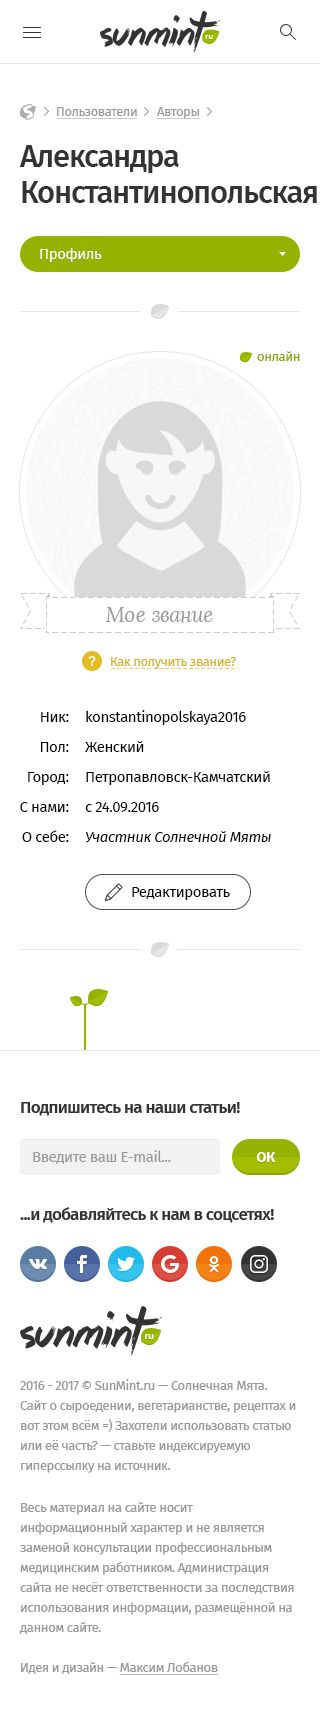 sunmint ru
Пользователи
Авторы
Александра
Константинопольская
Профиль
онлайн
Мое звание
? Как получить звание?
Ник: konstantinopolskaya2016
Пол: Женский
Город: Петропавловск-Камчатский
С нами: с 24.09.2016
О себе: Участник Солнечной Мяты
Редактировать
Подпишитесь на наши статьи!
Введите ваш E-mail...
ОК
...и добавляйтесь к нам в соцсетях!
sunmint ru
2016 - 2017 © SunMint.ru — Солнечная Мята.
Сайт о сыроедении, вегетарианстве, рецептах и
вот этом всём =) Захотели использовать статью
или её часть? — ставьте индексируемую
гиперссылку на источник.
Весь материал на сайте носит
информационный характер и не является
заменой консультации профессиональным
медицинским работником. Администрация
сайта не несёт ответственности за последствия
использования информации, размещённой на
данном сайте.
Идея и дизайн — Максим Лобанов